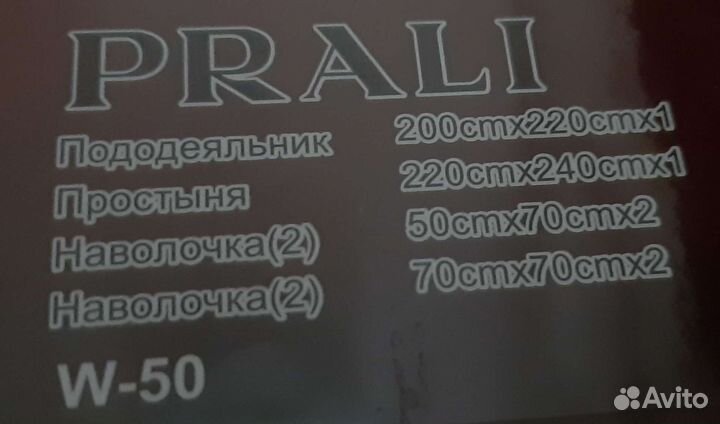 PRALI
Пододеяльник 200cmx220cmx1
Простыня 220cmx240cmx1
Наволочка(2) 50cmx70cmx2
Наволочка(2) 70cmx70cmx2
W-50
Avito